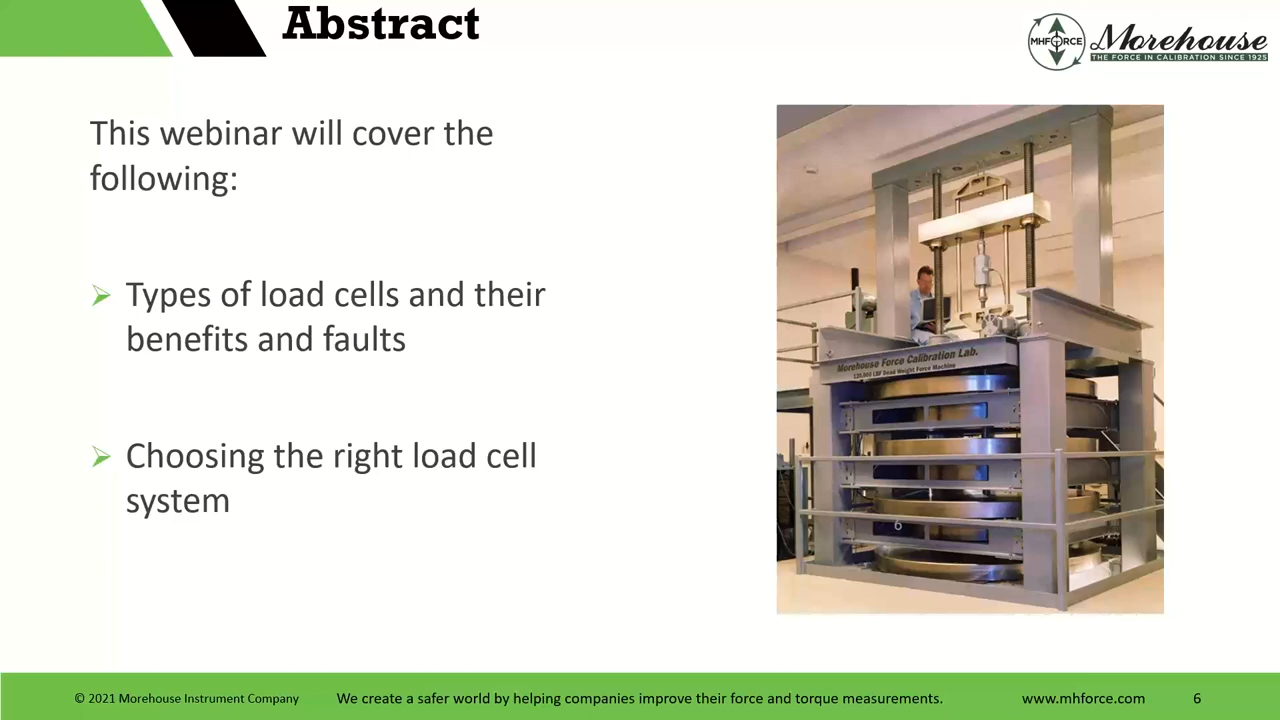 Abstract
MHFORCE
Morehouse
THE FORCE IN CALIBRATION SINCE 1925
This webinar will cover the
following:
Types of load cells and their
benefits and faults
Choosing the right load cell
system
Morehouse Force Calibration Lab.
120,000 LBF Dead Weight Force Machine
6
© 2021 Morehouse Instrument Company
We create a safer world by helping companies improve their force and torque measurements.
www.mhforce.com
6